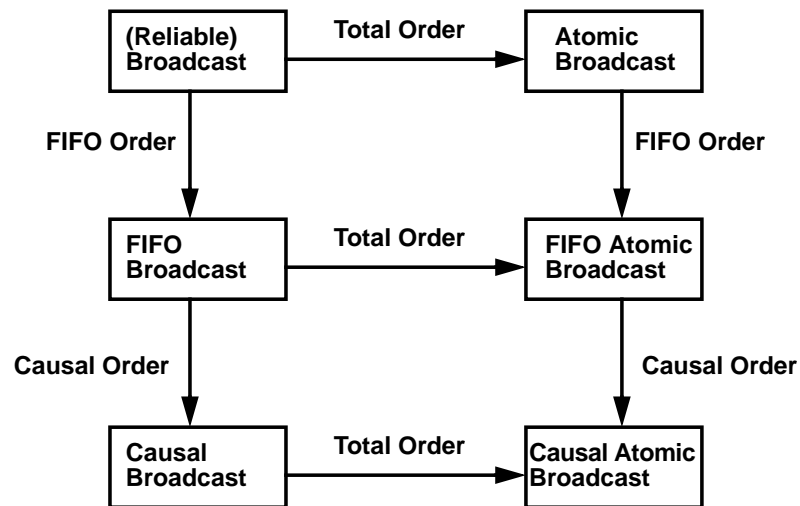 (Reliable)
Broadcast
Total Order
Atomic
Broadcast
FIFO Order
FIFO Order
FIFO
Broadcast
Total Order
FIFO Atomic
Broadcast
Causal Order
Causal Order
Causal
Broadcast
Total Order
Causal Atomic
Broadcast